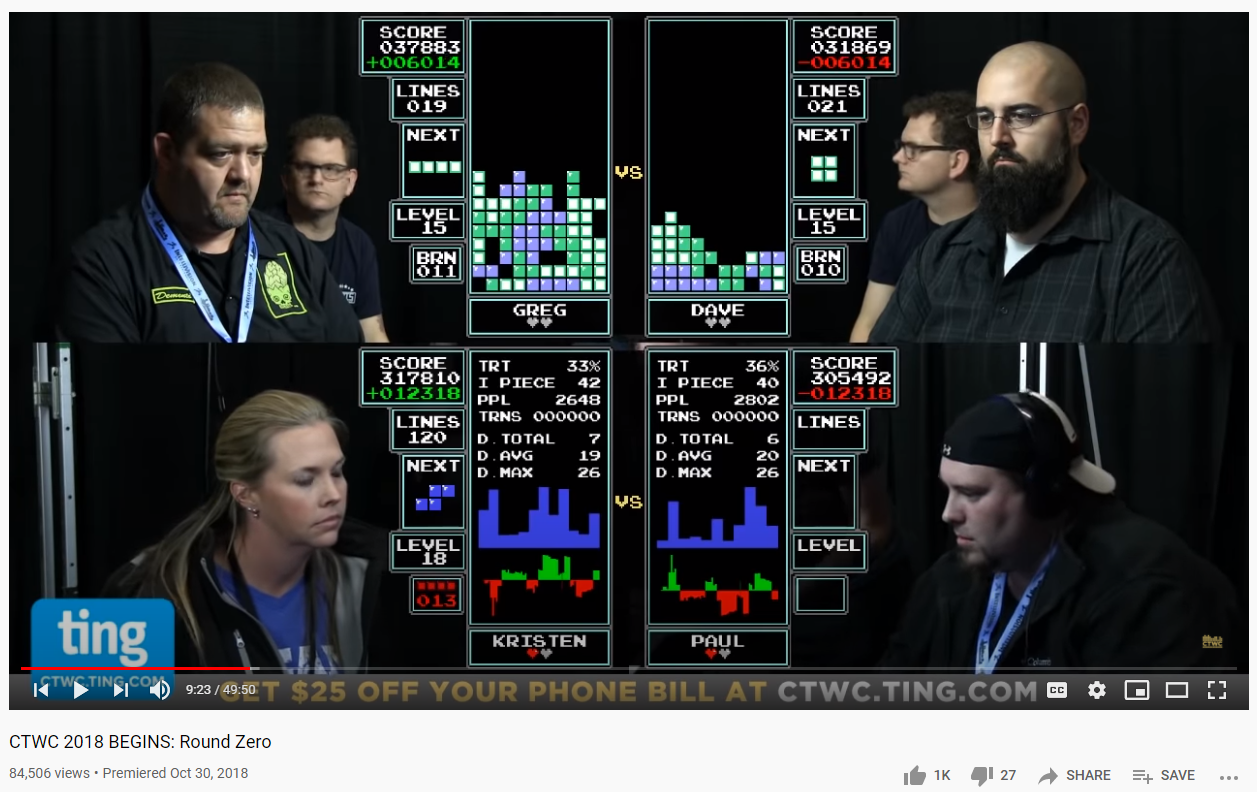 SCORE
037883
+006014
LINES
019
NEXT
LEVEL
15
BRN
011
GREG
VS
SCORE
031869
-006014
LINES
021
NEXT
LEVEL
15
BRN
010
DAVE
SCORE
317810
+012318
LINES
120
NEXT
LEVEL
18
013
TRT 33%
I PIECE 42
PPL 2648
TRNS 000000
D.TOTAL 7
D.AVG 19
D.MAX 26
KRISTEN
VS
TRT 36%
I PIECE 40
PPL 2802
TRNS 000000
D.TOTAL 6
D.AVG 20
D.MAX 26
PAUL
SCORE
305492
-012318
LINES
NEXT
LEVEL
ting
CTWC.TING.COM
CTWC
9:23 / 49:50
GET $25 OFF YOUR PHONE BILL AT CTWC.TING.COM
CC
CTWC 2018 BEGINS: Round Zero
84,506 views • Premiered Oct 30, 2018
1K 27 SHARE SAVE